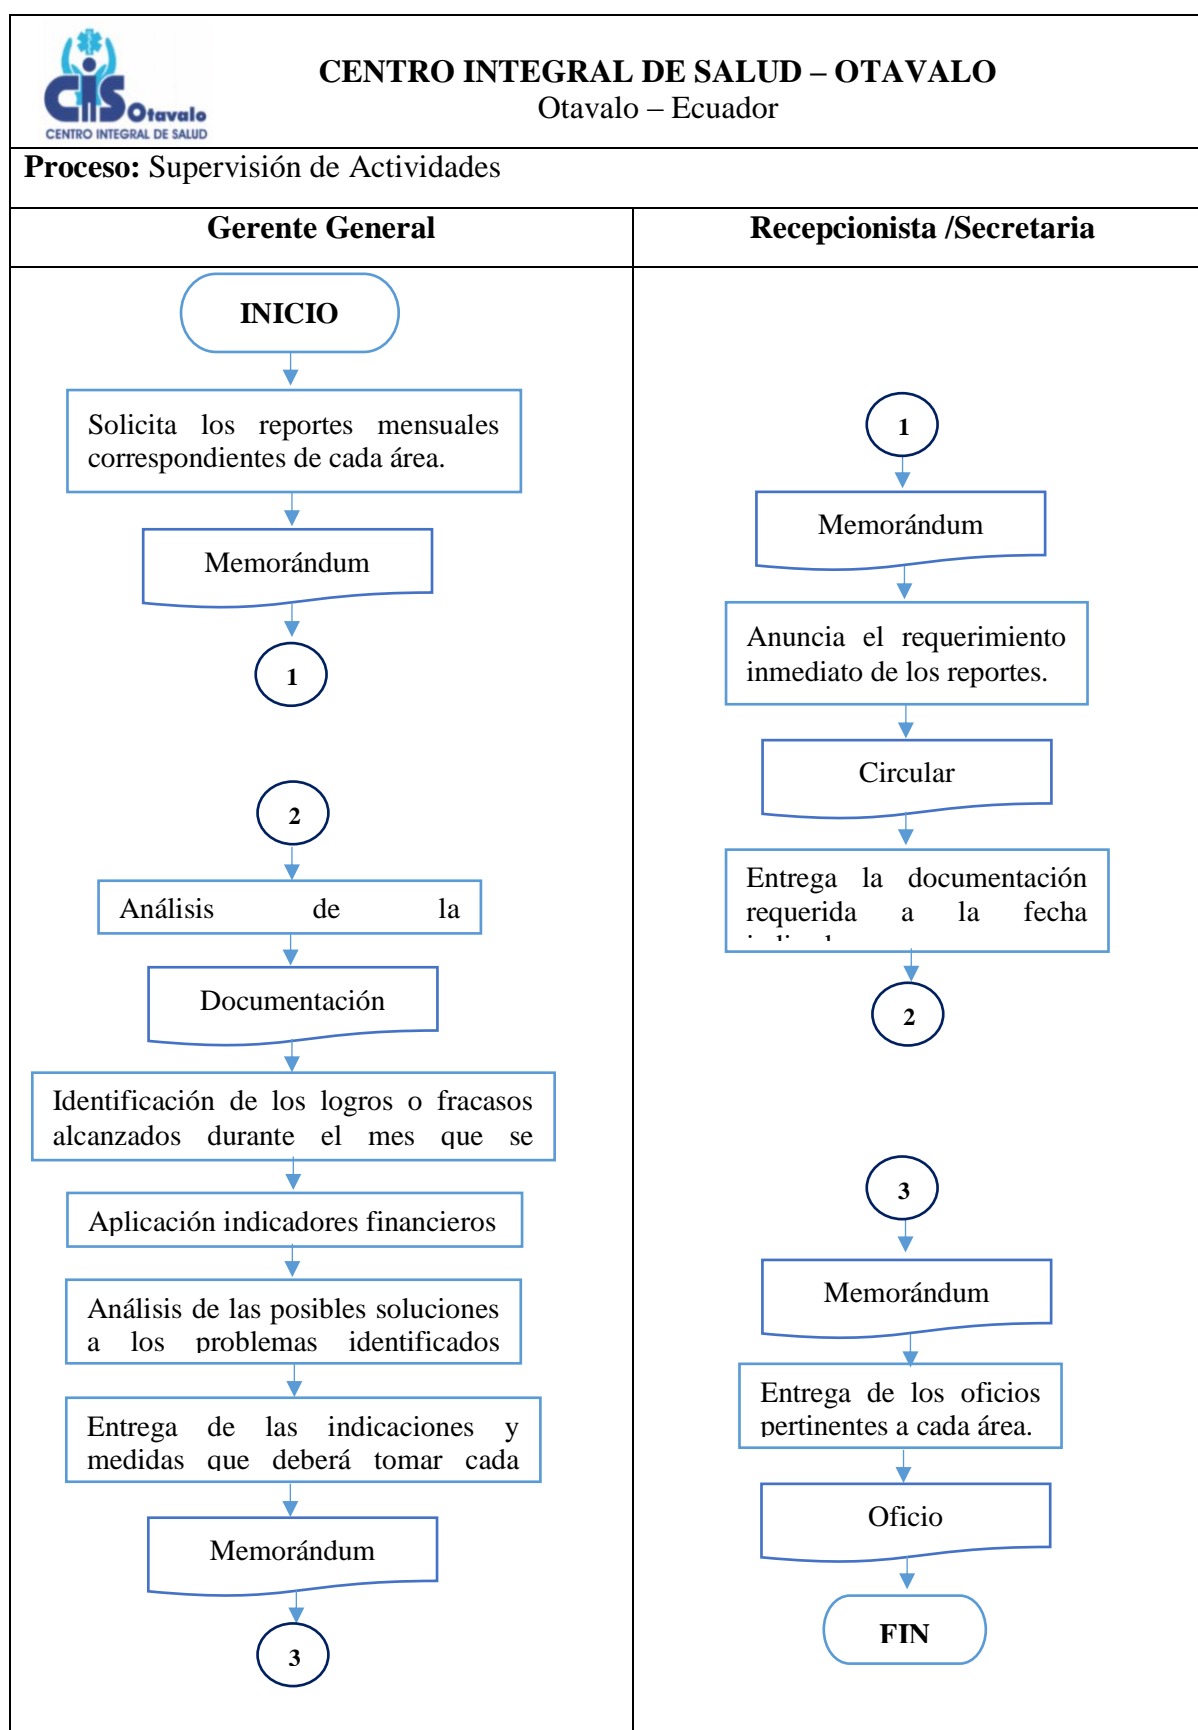 CIS Otavalo
CENTRO INTEGRAL DE SALUD
CENTRO INTEGRAL DE SALUD – OTAVALO
Otavalo – Ecuador
Proceso: Supervisión de Actividades
Gerente General
INICIO
Solicita los reportes mensuales
correspondientes de cada área.
Memorándum
1
2
Análisis de la
Documentación
Identificación de los logros o fracasos
alcanzados durante el mes que se
Aplicación indicadores financieros
Análisis de las posibles soluciones
a los problemas identificados
Entrega de las indicaciones y
medidas que deberá tomar cada
Memorándum
3
Recepcionista /Secretaria
1
Memorándum
Anuncia el requerimiento
inmediato de los reportes.
Circular
Entrega la documentación
requerida a la fecha
2
3
Memorándum
Entrega de los oficios
pertinentes a cada área.
Oficio
FIN